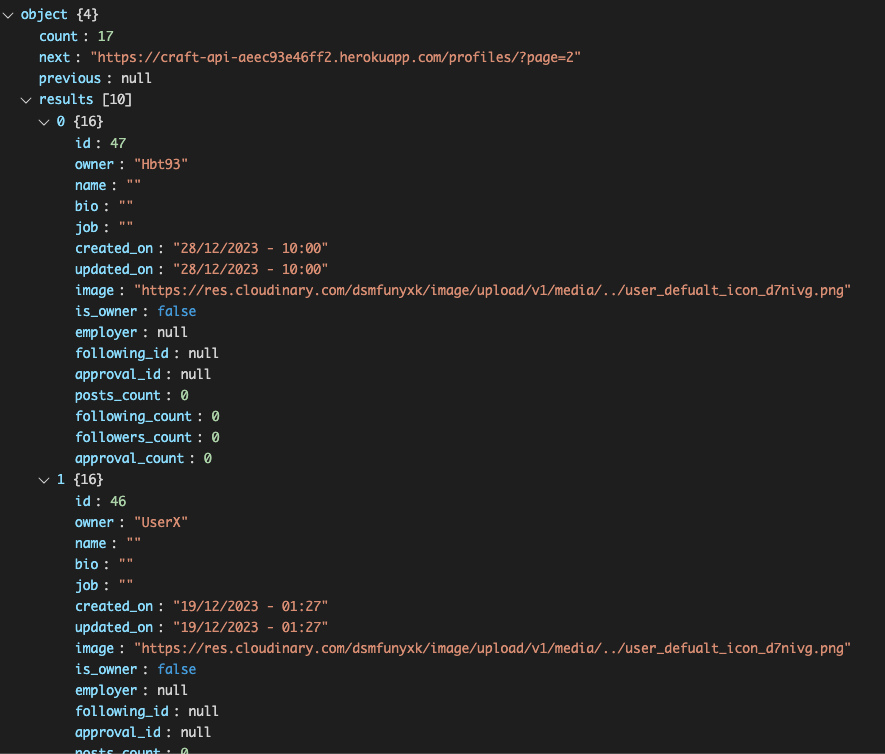 object {4}
count : 17
next : "https://craft-api-aeec93e46ff2.herokuapp.com/profiles/?page=2"
previous : null
results [10]
0 {16}
id : 47
owner : "Hbt93"
name : ""
bio : ""
job : ""
created_on : "28/12/2023 - 10:00"
updated_on : "28/12/2023 - 10:00"
image : "https://res.cloudinary.com/dsmfunyxk/image/upload/v1/media/../user_defualt_icon_d7nivg.png"
is_owner : false
employer : null
following_id : null
approval_id : null
posts_count : 0
following_count : 0
followers_count : 0
approval_count : 0
1 {16}
id : 46
owner : "UserX"
name : ""
bio : ""
job : ""
created_on : "19/12/2023 - 01:27"
updated_on : "19/12/2023 - 01:27"
image : "https://res.cloudinary.com/dsmfunyxk/image/upload/v1/media/../user_defualt_icon_d7nivg.png"
is_owner : false
employer : null
following_id : null
approval_id : null
posts_count : 0